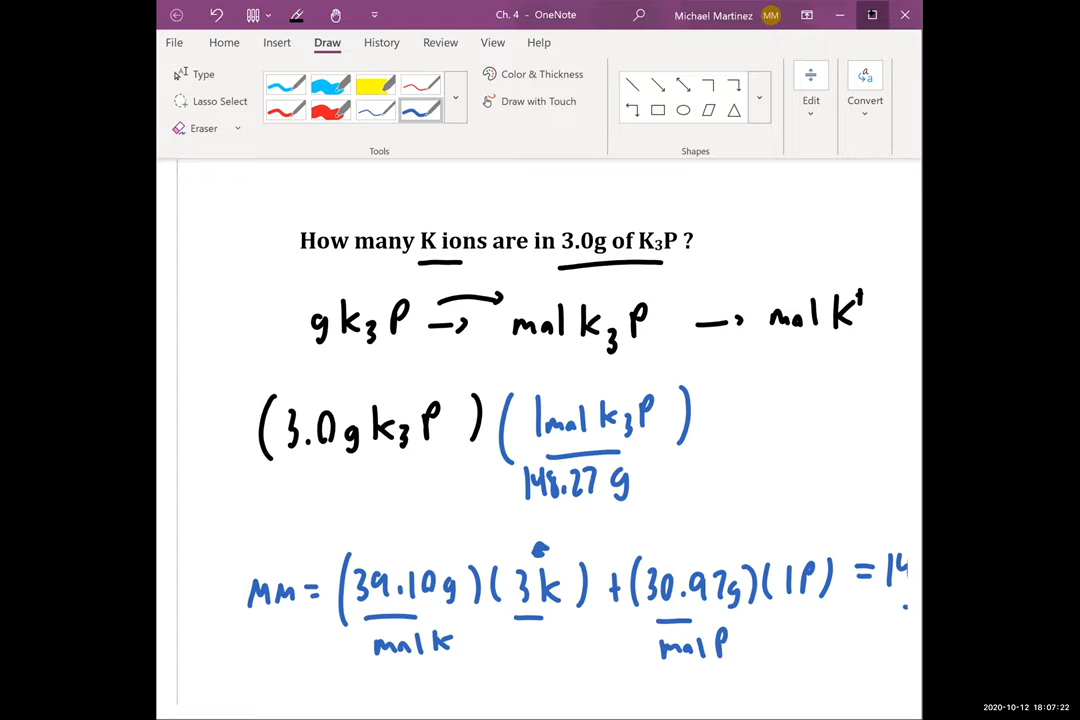 Ch. 4 - OneNote
Michael Martinez MM
File Home Insert Draw History Review View Help
Type
Lasso Select
Eraser
Color & Thickness
Draw with Touch
Edit
Convert
Tools
Shapes
How many K ions are in 3.0g of K₃P ?
g K₃P → mol K₃P → mol K⁺
(3.0g K₃P) (1mol K₃P)
148.27 g
MM = (39.10g)(3K) + (30.97g)(1P) = 14
mol K mol P
2020-10-12 18:07:22